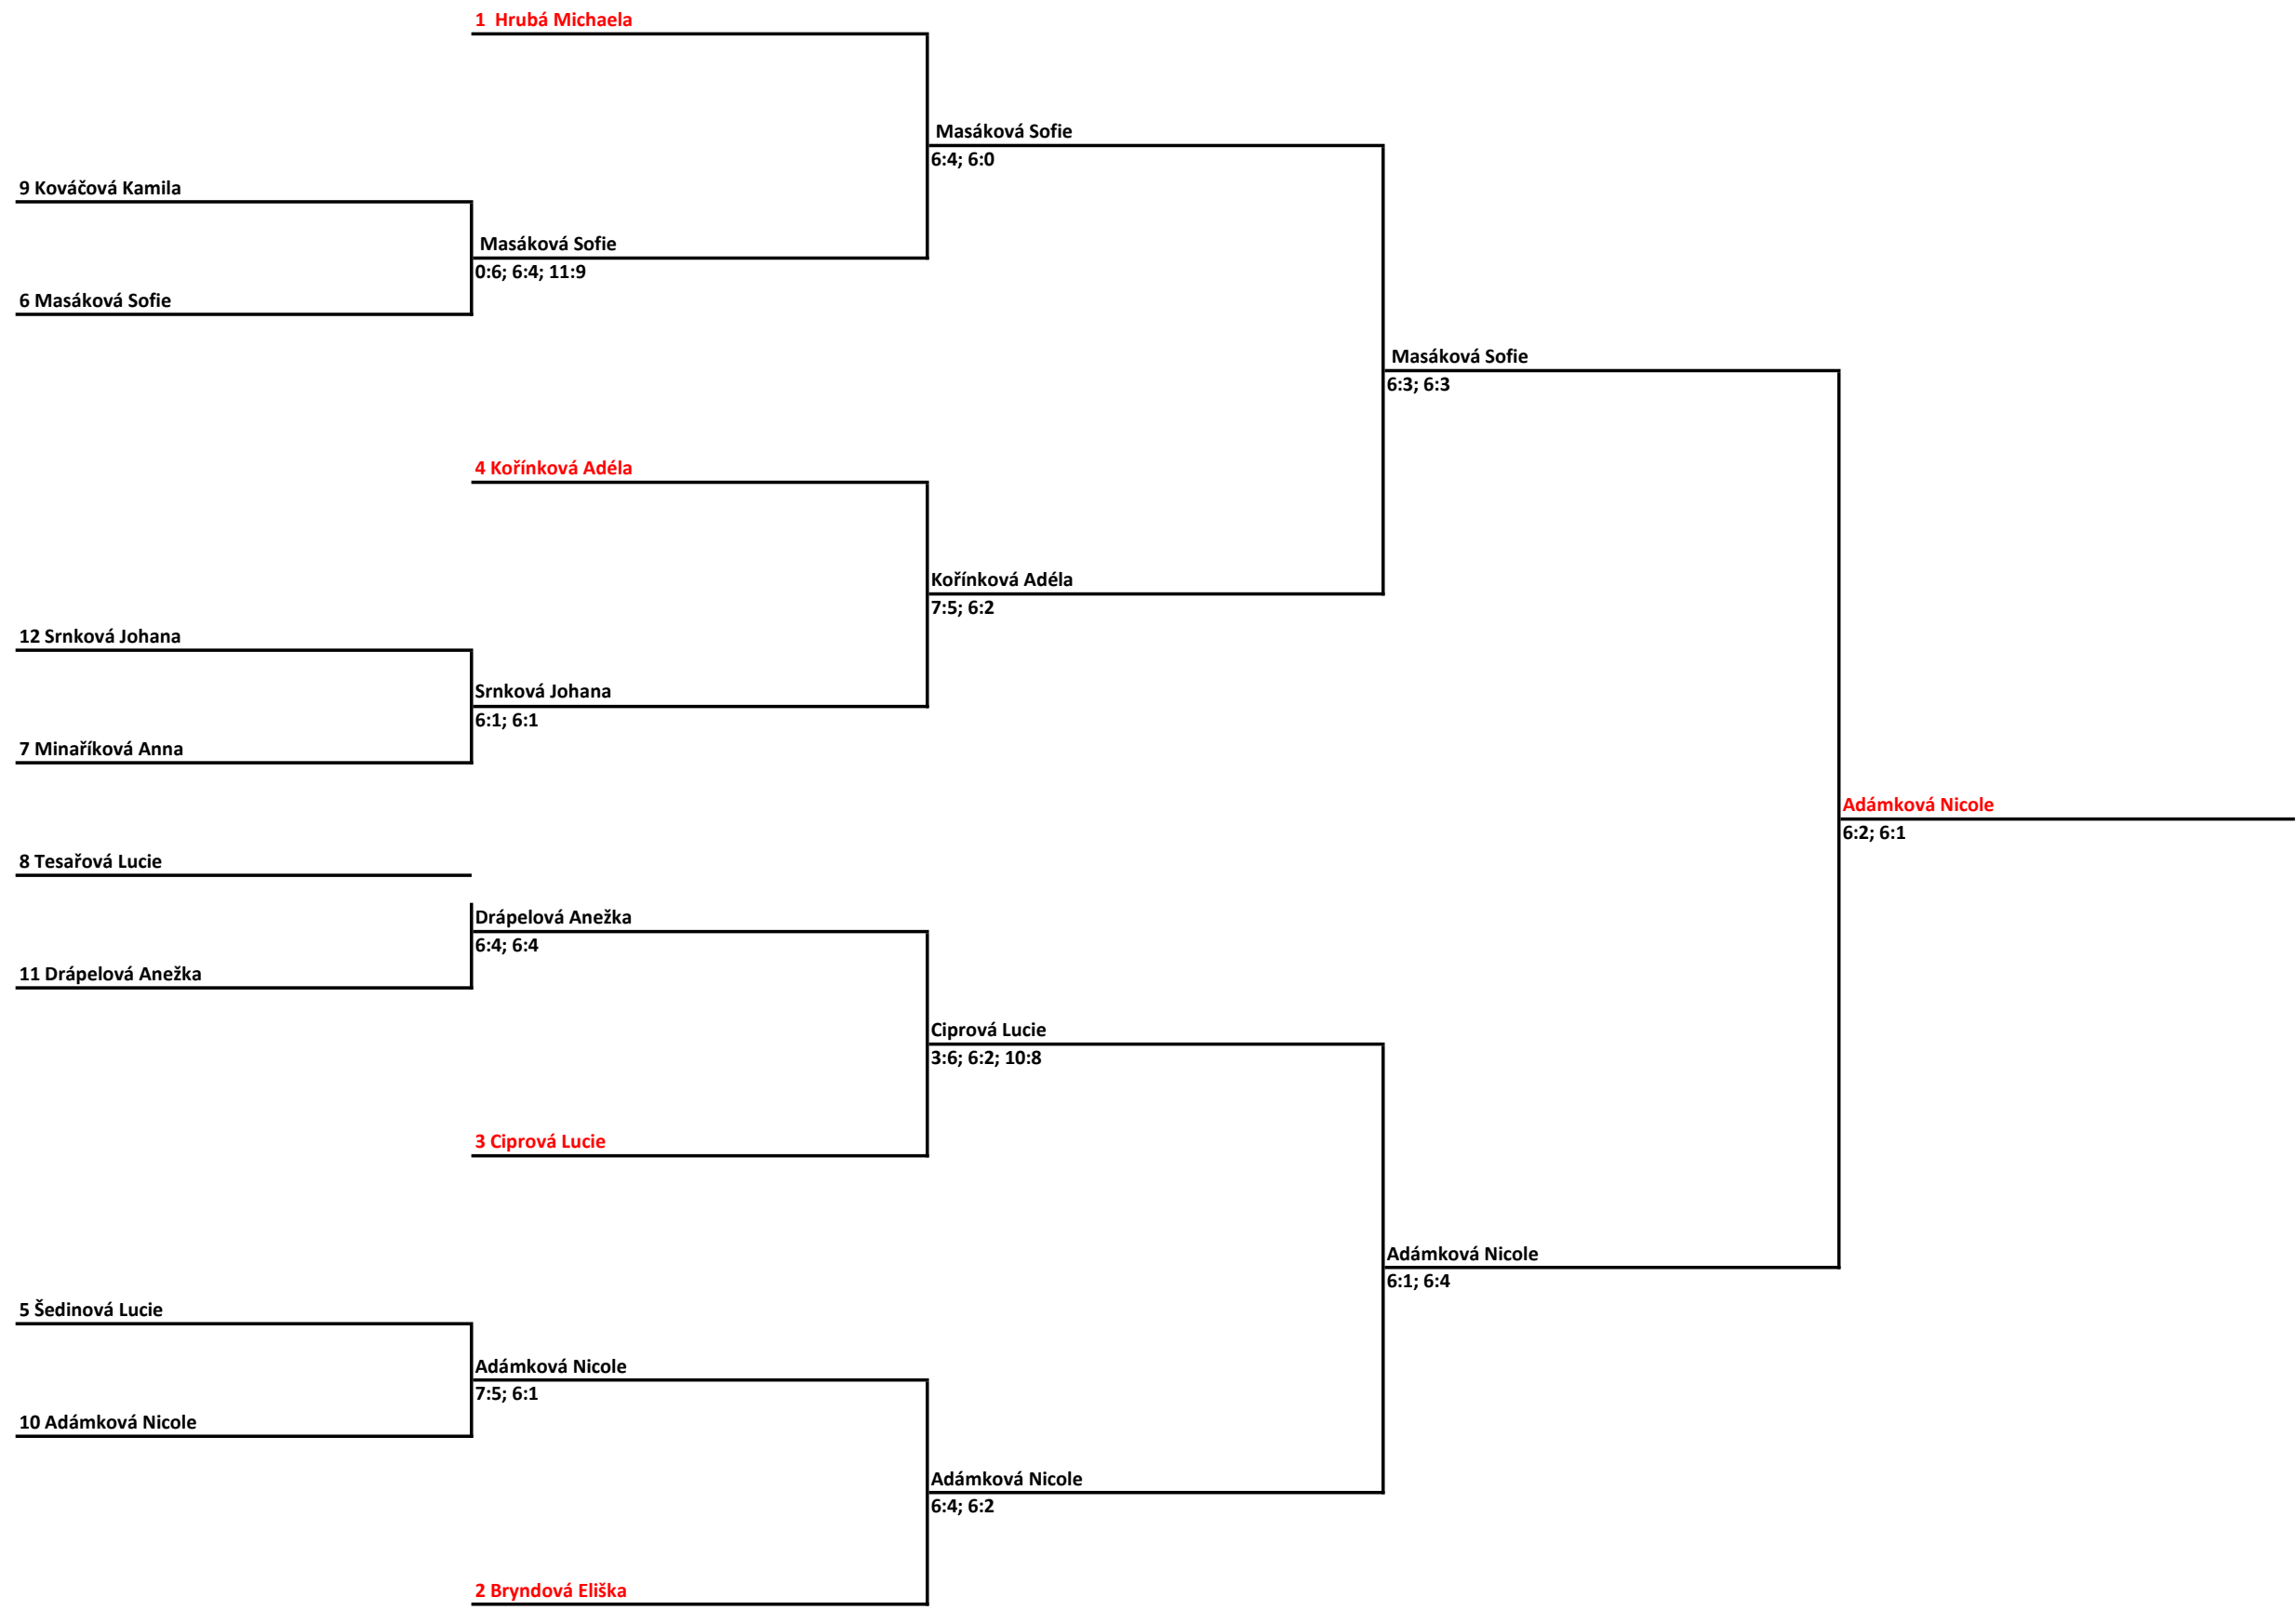 1  Hrubá Michaela
Masáková Sofie
6:4; 6:0
9 Kováčová Kamila
Masáková Sofie
0:6; 6:4; 11:9
6 Masáková Sofie
Masáková Sofie
6:3; 6:3
4 Kořínková Adéla
Kořínková Adéla
7:5; 6:2
12 Srnková Johana
Srnková Johana
6:1; 6:1
7 Minaříková Anna
Adámková Nicole
6:2; 6:1
8 Tesařová Lucie
Drápelová Anežka
6:4; 6:4
11 Drápelová Anežka
Ciprová Lucie
3:6; 6:2; 10:8
3 Ciprová Lucie
Adámková Nicole
6:1; 6:4
5 Šedinová Lucie
Adámková Nicole
7:5; 6:1
10 Adámková Nicole
Adámková Nicole
6:4; 6:2
2 Bryndová Eliška